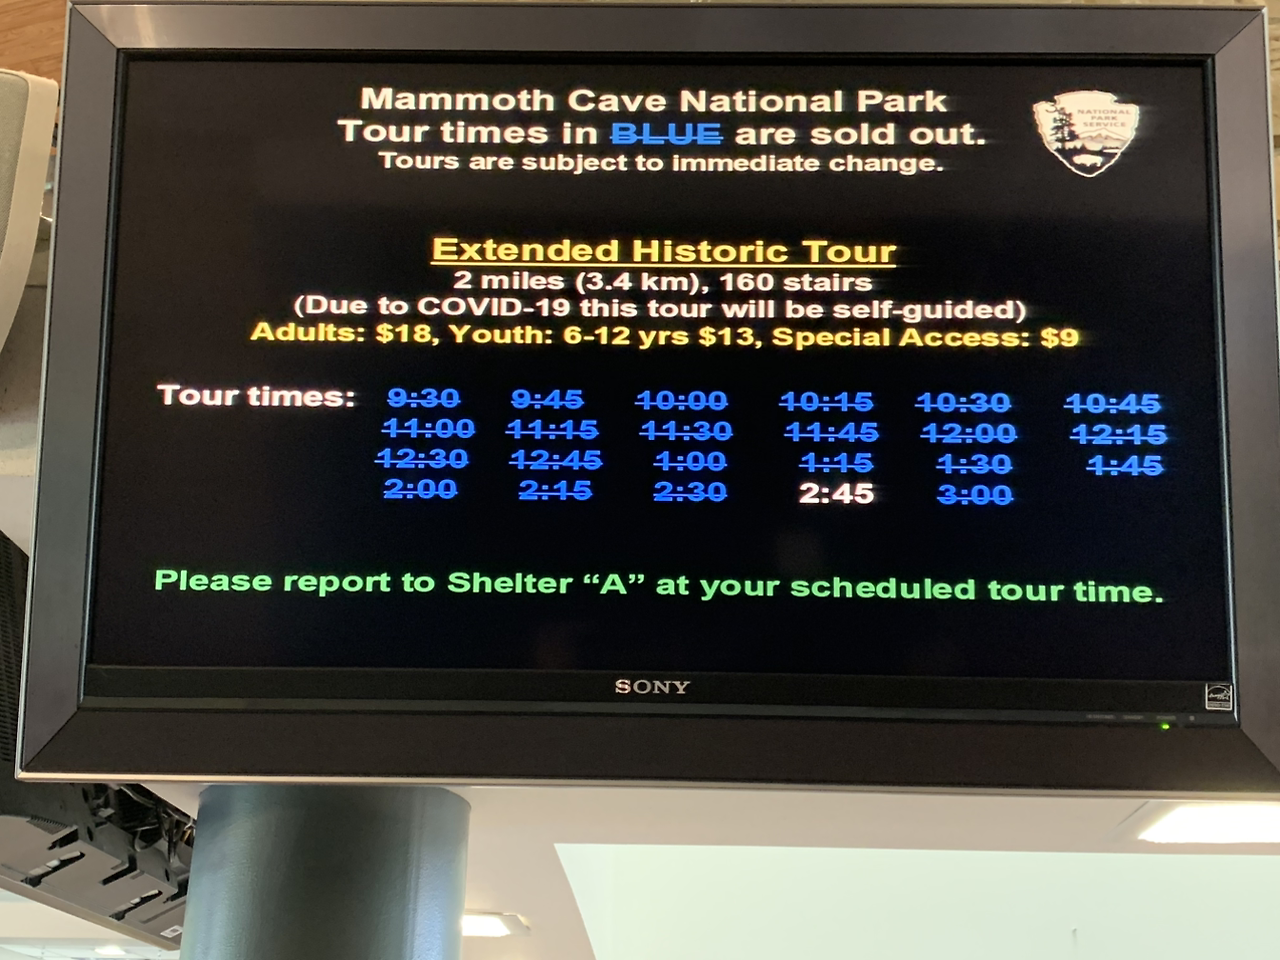 Mammoth Cave National Park
Tour times in BLUE are sold out.
Tours are subject to immediate change.
NATIONAL
PARK
SERVICE
Extended Historic Tour
2 miles (3.4 km), 160 stairs
(Due to COVID-19 this tour will be self-guided)
Adults: $18, Youth: 6-12 yrs $13, Special Access: $9
Tour times: 9:30 9:45 10:00 10:15 10:30 10:45
11:00 11:15 11:30 11:45 12:00 12:15
12:30 12:45 1:00 1:15 1:30 1:45
2:00 2:15 2:30 2:45 3:00
Please report to Shelter “A” at your scheduled tour time.
SONY